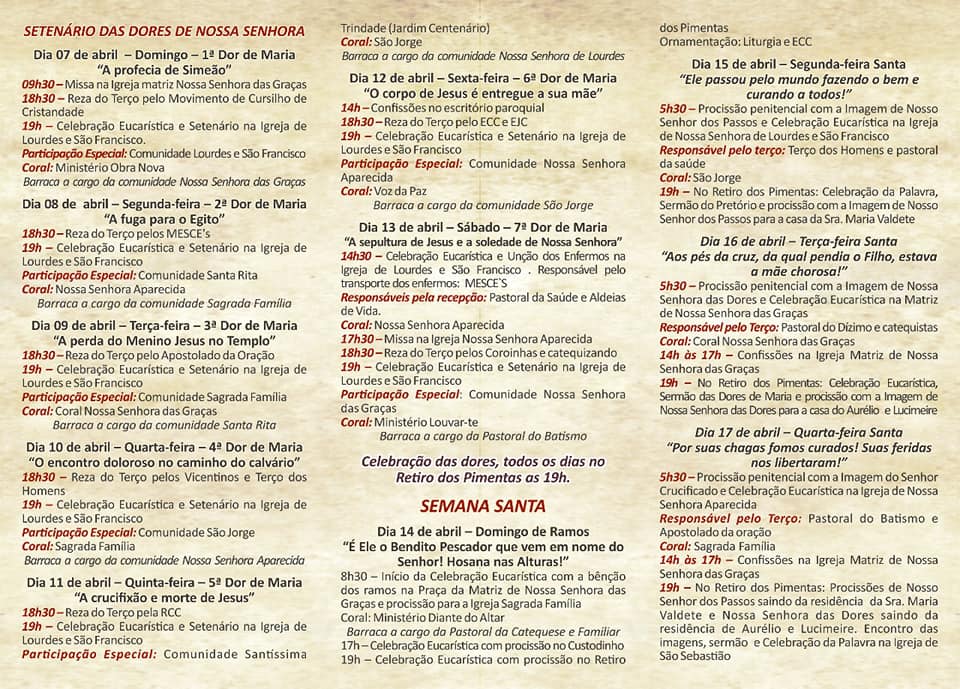 SETENÁRIO DAS DORES DE NOSSA SENHORA
Dia 07 de abril – Domingo – 1ª Dor de Maria
“A profecia de Simeão”
09h30 – Missa na Igreja matriz Nossa Senhora das Graças
18h30 – Reza do Terço pelo Movimento de Cursilho de
Cristandade
19h – Celebração Eucarística e Setenário na Igreja de
Lourdes e São Francisco.
Participação Especial: Comunidade Lourdes e São Francisco
Coral: Ministério Obra Nova
Barraca a cargo da comunidade Nossa Senhora das Graças
Dia 08 de abril – Segunda-feira – 2ª Dor de Maria
“A fuga para o Egito”
18h30 – Reza do Terço pelos MESCE's
19h – Celebração Eucarística e Setenário na Igreja de
Lourdes e São Francisco
Participação Especial: Comunidade Santa Rita
Coral: Nossa Senhora Aparecida
Barraca a cargo da comunidade Sagrada Família
Dia 09 de abril – Terça-feira – 3ª Dor de Maria
“A perda do Menino Jesus no Templo”
18h30 – Reza do Terço pelo Apostolado da Oração
19h – Celebração Eucarística e Setenário na Igreja de
Lourdes e São Francisco
Participação Especial: Comunidade Sagrada Família
Coral: Coral Nossa Senhora das Graças
Barraca a cargo da comunidade Santa Rita
Dia 10 de abril – Quarta-feira – 4ª Dor de Maria
“O encontro doloroso no caminho do calvário”
18h30 – Reza do Terço pelos Vicentinos e Terço dos
Homens
19h – Celebração Eucarística e Setenário na Igreja de
Lourdes e São Francisco
Participação Especial: Comunidade São Jorge
Coral: Sagrada Família
Barraca a cargo da comunidade Nossa Senhora Aparecida
Dia 11 de abril – Quinta-feira – 5ª Dor de Maria
“A crucifixão e morte de Jesus”
18h30 – Reza do Terço pela RCC
19h – Celebração Eucarística e Setenário na Igreja de
Lourdes e São Francisco
Participação Especial: Comunidade Santíssima
Trindade (Jardim Centenário)
Coral: São Jorge
Barraca a cargo da comunidade Nossa Senhora de Lourdes
Dia 12 de abril – Sexta-feira – 6ª Dor de Maria
“O corpo de Jesus é entregue a sua mãe”
14h – Confissões no escritório paroquial
18h30 – Reza do Terço pelo ECC e EJC
19h – Celebração Eucarística e Setenário na Igreja de
Lourdes e São Francisco
Participação Especial: Comunidade Nossa Senhora
Aparecida
Coral: Voz da Paz
Barraca a cargo da comunidade São Jorge
Dia 13 de abril – Sábado – 7ª Dor de Maria
“A sepultura de Jesus e a soledade de Nossa Senhora”
14h30 – Celebração Eucarística e Unção dos Enfermos na
Igreja de Lourdes e São Francisco . Responsável pelo
transporte dos enfermos: MESCE`S
Responsáveis pela recepção: Pastoral da Saúde e Aldeias
de Vida.
Coral: Nossa Senhora Aparecida
17h30 – Missa na Igreja Nossa Senhora Aparecida
18h30 – Reza do Terço pelos Coroinhas e catequizando
19h – Celebração Eucarística e Setenário na Igreja de
Lourdes e São Francisco
Participação Especial: Comunidade Nossa Senhora
das Graças
Coral: Ministério Louvar-te
Barraca a cargo da Pastoral do Batismo
Celebração das dores, todos os dias no
Retiro dos Pimentas as 19h.
SEMANA SANTA
Dia 14 de abril – Domingo de Ramos
“É Ele o Bendito Pescador que vem em nome do
Senhor! Hosana nas Alturas!”
8h30 – Início da Celebração Eucarística com a bênção
dos ramos na Praça da Matriz de Nossa Senhora das
Graças e procissão para a Igreja Sagrada Família
Coral: Ministério Diante do Altar
Barraca a cargo da Pastoral da Catequese e Familiar
17h – Celebração Eucarística com procissão no Custodinho
19h – Celebração Eucarística com procissão no Retiro
dos Pimentas
Ornamentação: Liturgia e ECC
Dia 15 de abril – Segunda-feira Santa
“Ele passou pelo mundo fazendo o bem e
curando a todos!”
5h30 – Procissão penitencial com a Imagem de Nosso
Senhor dos Passos e Celebração Eucarística na Igreja
de Nossa Senhora de Lourdes e São Francisco
Responsável pelo terço: Terço dos Homens e pastoral
da saúde
Coral: São Jorge
19h – No Retiro dos Pimentas: Celebração da Palavra,
Sermão do Pretório e procissão com a Imagem de Nosso
Senhor dos Passos para a casa da Sra. Maria Valdete
Dia 16 de abril – Terça-feira Santa
“Aos pés da cruz, da qual pendia o Filho, estava
a mãe chorosa!”
5h30 – Procissão penitencial com a Imagem de Nossa
Senhora das Dores e Celebração Eucarística na Matriz
de Nossa Senhora das Graças
Responsável pelo Terço: Pastoral do Dízimo e catequistas
Coral: Coral Nossa Senhora das Graças
14h às 17h – Confissões na Igreja Matriz de Nossa
Senhora das Graças
19h – No Retiro dos Pimentas: Celebração Eucarística,
Sermão das Dores de Maria e procissão com a Imagem de
Nossa Senhora das Dores para a casa do Aurélio e Lucimeire
Dia 17 de abril – Quarta-feira Santa
“Por suas chagas fomos curados! Suas feridas
nos libertaram!”
5h30 – Procissão penitencial com a Imagem do Senhor
Crucificado e Celebração Eucarística na Igreja de Nossa
Senhora Aparecida
Responsável pelo Terço: Pastoral do Batismo e
Apostolado da oração
Coral: Sagrada Família
14h às 17h – Confissões na Igreja Matriz de Nossa
Senhora das Graças
19h – No Retiro dos Pimentas: Procissões de Nosso
Senhor dos Passos saindo da residência da Sra. Maria
Valdete e Nossa Senhora das Dores saindo da
residência de Aurélio e Lucimeire. Encontro das
imagens, sermão e Celebração da Palavra na Igreja de
São Sebastião